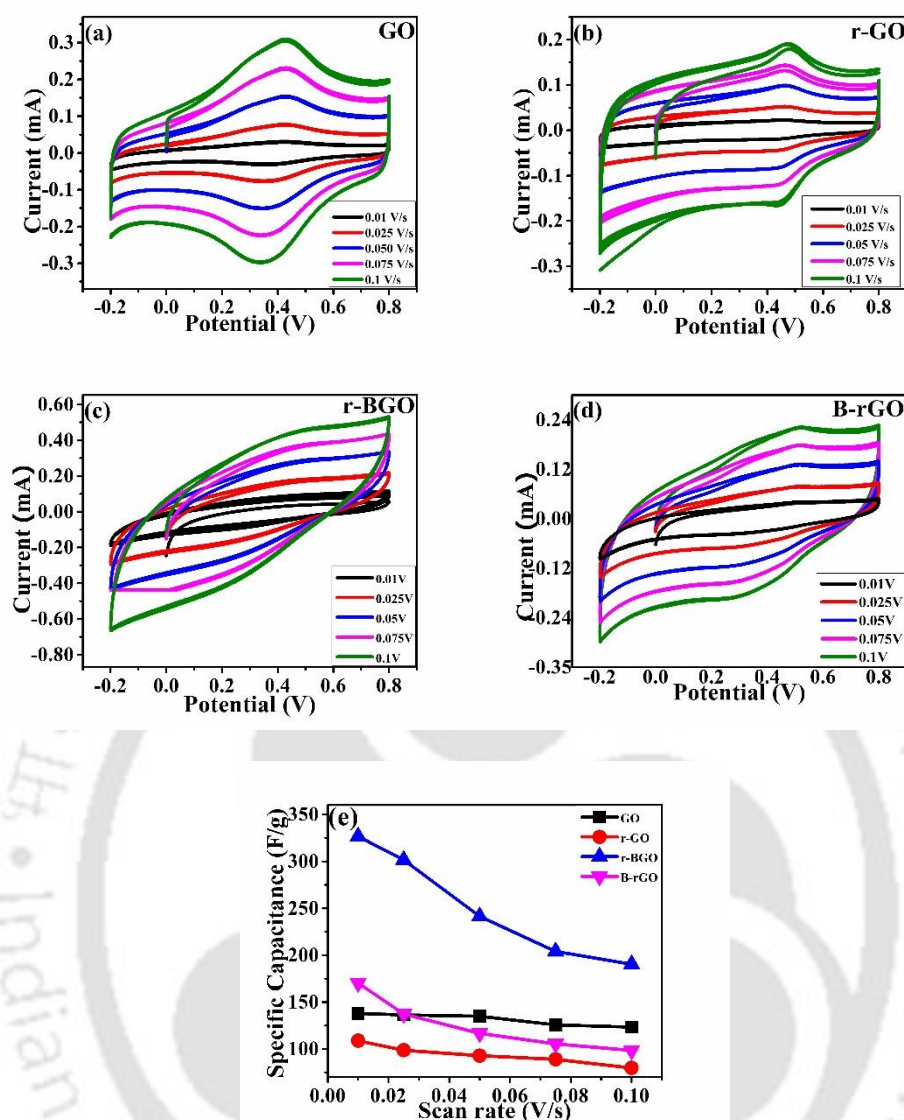 (a) GO
0.3
0.2
0.1
0.0
-0.1
-0.2
-0.3
Current (mA)
0.01 V/s
0.025 V/s
0.050 V/s
0.075 V/s
0.1 V/s
-0.2 0.0 0.2 0.4 0.6 0.8
Potential (V)
(b) r-GO
0.2
0.1
0.0
-0.1
-0.2
-0.3
Current (mA)
0.01 V/s
0.025 V/s
0.05 V/s
0.075 V/s
0.1 V/s
-0.2 0.0 0.2 0.4 0.6 0.8
Potential (V)
(c) r-BGO
0.60
0.40
0.20
0.00
-0.20
-0.40
-0.60
-0.80
Current (mA)
0.01V
0.025V
0.05V
0.075V
0.1V
-0.2 0.0 0.2 0.4 0.6 0.8
Potential (V)
(d) B-rGO
0.24
0.12
0.00
-0.12
-0.24
-0.35
Current (mA)
0.01V
0.025V
0.05V
0.075V
0.1V
-0.2 0.0 0.2 0.4 0.6 0.8
Potential (V)
(e)
350
300
250
200
150
100
Specific Capacitance (F/g)
GO
r-GO
r-BGO
B-rGO
0.00 0.02 0.04 0.06 0.08 0.10
Scan rate (V/s)
Indian